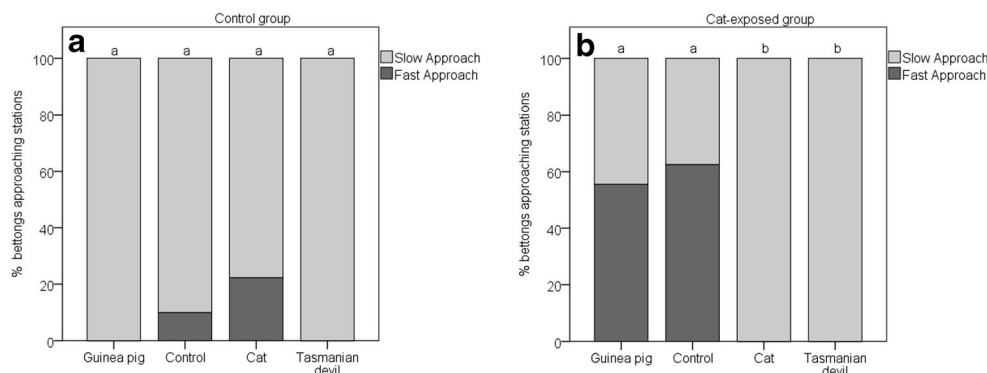 Control group
a
a a a a
Slow Approach
Fast Approach
% bettongs approaching stations
100
80
60
40
20
0
Guinea pig Control Cat Tasmanian devil
Cat-exposed group
b
a a b b
Slow Approach
Fast Approach
% bettongs approaching stations
100
80
60
40
20
0
Guinea pig Control Cat Tasmanian devil